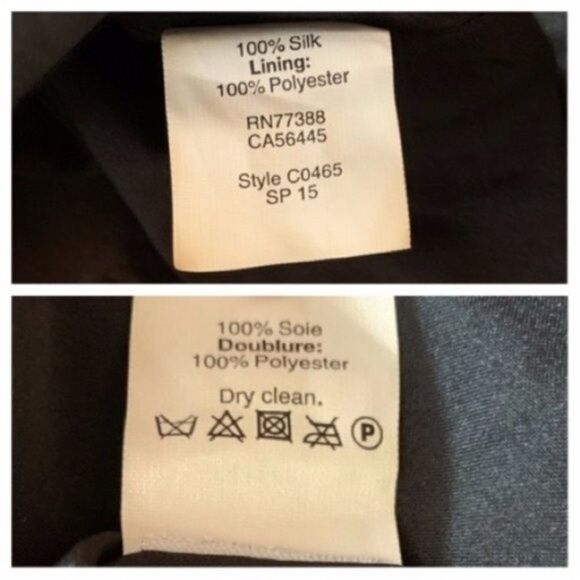 100% Silk
Lining:
100% Polyester
RN77388
CA56445
Style C0465
SP 15
100% Soie
Doublure:
100% Polyester
Dry clean.
P